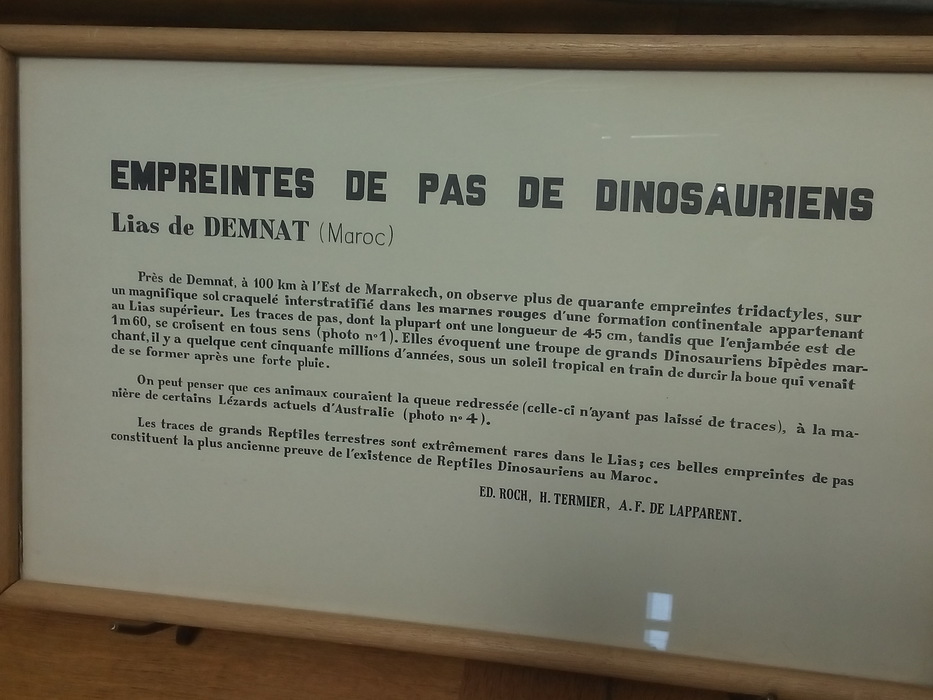 EMPREINTES DE PAS DE DINOSAURIENS
Lias de DEMNAT (Maroc)
Près de Demnat, à 100 km à l'Est de Marrakech, on observe plus de quarante empreintes tridactyles, sur
un magnifique sol craquelé interstratifié dans les marnes rouges d'une formation continentale appartenant
au Lias supérieur. Les traces de pas, dont la plupart ont une longueur de 45 cm, tandis que l'enjambée est de
1m60, se croisent en tous sens (photo nº1). Elles évoquent une troupe de grands Dinosauriens bipèdes mar-
chant, il y a quelque cent cinquante millions d'années, sous un soleil tropical en train de durcir la boue qui venait
de se former après une forte pluie.
On peut penser que ces animaux couraient la queue redressée (celle-ci n'ayant pas laissé de traces), à la ma-
nière de certains Lézards actuels d'Australie (photo nº 4).
Les traces de grands Reptiles terrestres sont extrêmement rares dans le Lias; ces belles empreintes de pas
constituent la plus ancienne preuve de l'existence de Reptiles Dinosauriens au Maroc.
ED. ROCH, H. TERMIER, A.F. DE LAPPARENT.